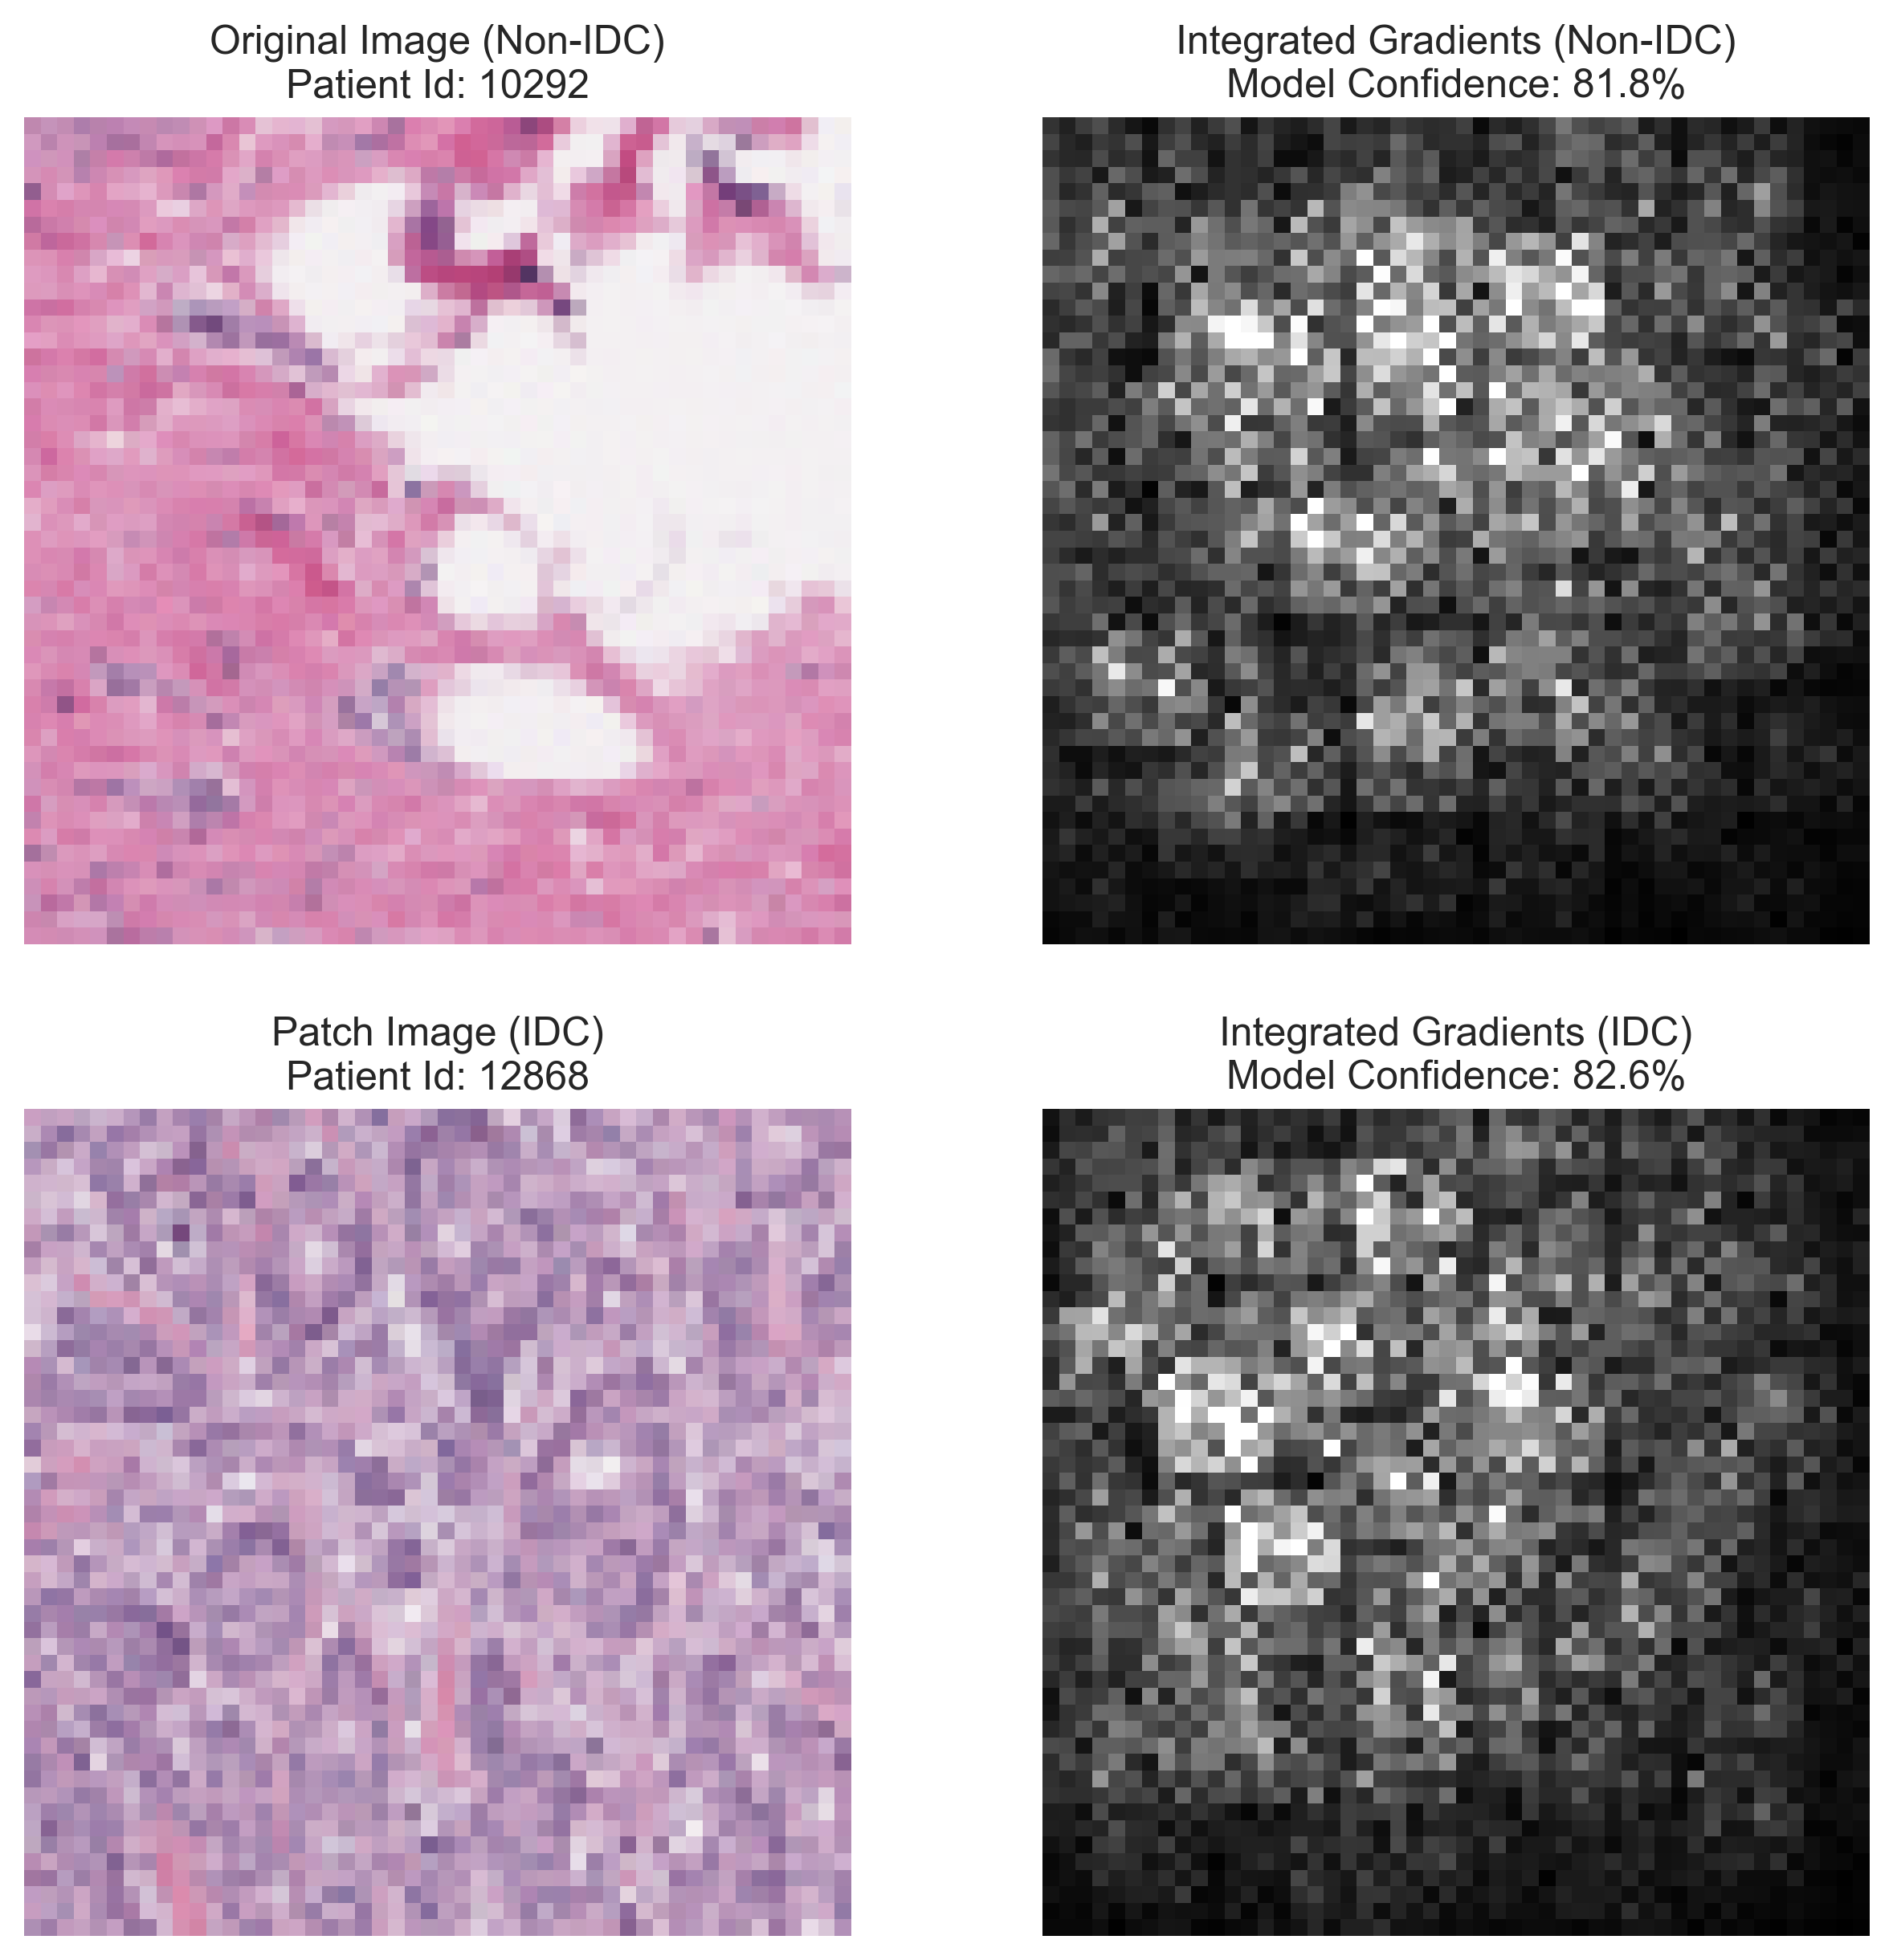 Original Image (Non-IDC)
Patient Id: 10292
Integrated Gradients (Non-IDC)
Model Confidence: 81.8%
Patch Image (IDC)
Patient Id: 12868
Integrated Gradients (IDC)
Model Confidence: 82.6%